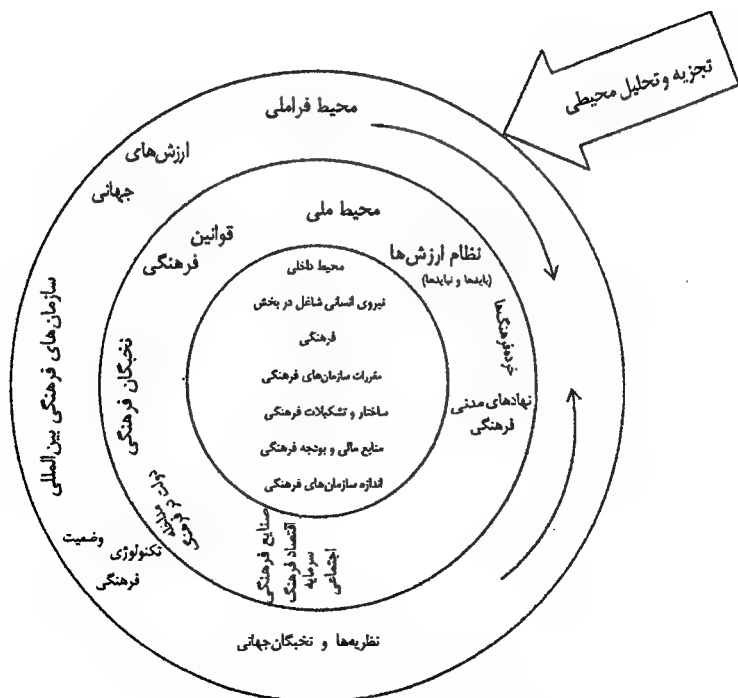 تجزیه و تحلیل محیطی
محیط فراملی
ارزش‌های
جهانی
سازمان‌های فرهنگی بین‌المللی
وضعیت
تکنولوژی
فرهنگی
نظریه‌ها و نخبگان جهانی
محیط ملی
نظام ارزش‌ها
(بایدها و نبایدها)
خرده‌فرهنگ‌ها
نهادهای مدنی
فرهنگی
قوانین
فرهنگی
نخبگان فرهنگی
صنایع فرهنگی
اقتصاد فرهنگ
سرمایه
اجتماعی
محیط داخلی
نیروی انسانی شاغل در بخش
فرهنگی
مقررات سازمان‌های فرهنگی
ساختار و تشکیلات فرهنگی
منابع مالی و بودجه فرهنگی
اندازه سازمان‌های فرهنگی